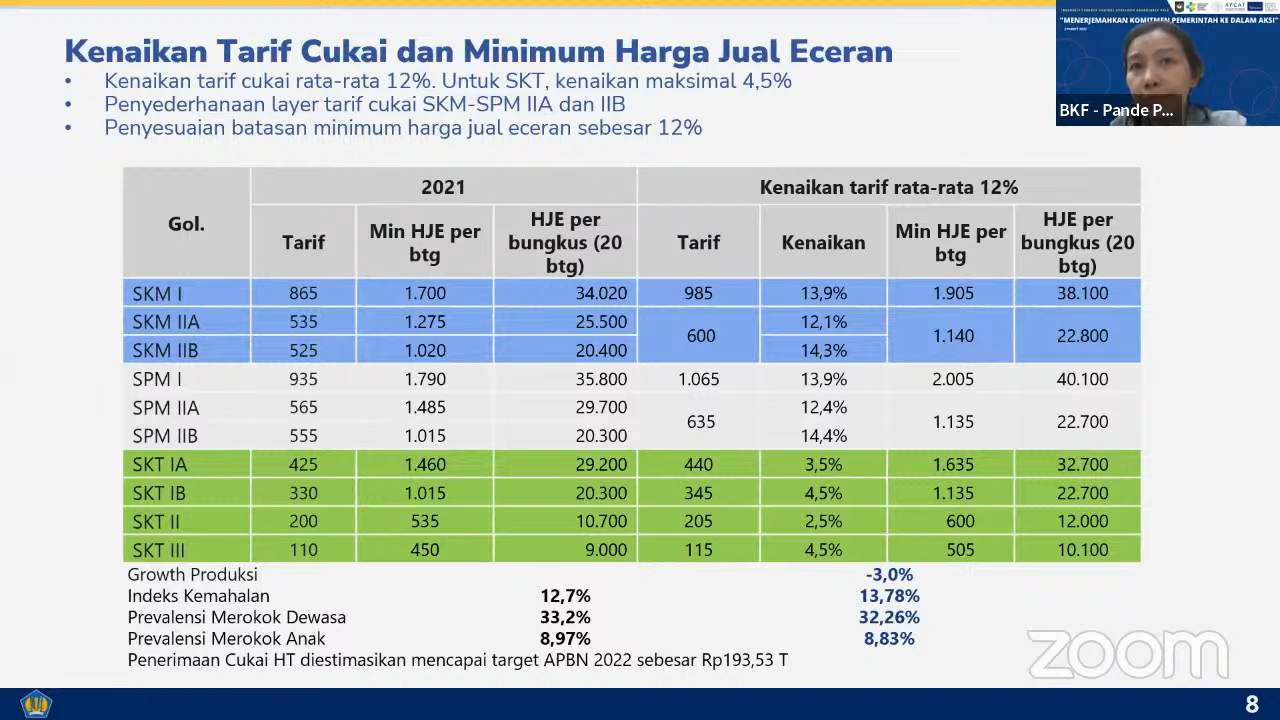 Kenaikan Tarif Cukai dan Minimum Harga Jual Eceran
• Kenaikan tarif cukai rata-rata 12%. Untuk SKT, kenaikan maksimal 4,5%
• Penyederhanaan layer tarif cukai SKM-SPM IIA dan IIB
• Penyesuaian batasan minimum harga jual eceran sebesar 12%
APCAT
"MENERJEMAHKAN KOMITMEN PEMERINTAH KE DALAM AKSI"
BKF - Pande P...
Gol. 2021 Kenaikan tarif rata-rata 12%
Tarif Min HJE per btg HJE per bungkus (20 btg) Tarif Kenaikan Min HJE per btg HJE per bungkus (20 btg)
SKM I 865 1.700 34.020 985 13,9% 1.905 38.100
SKM IIA 535 1.275 25.500 600 12,1% 1.140 22.800
SKM IIB 525 1.020 20.400 14,3%
SPM I 935 1.790 35.800 1.065 13,9% 2.005 40.100
SPM IIA 565 1.485 29.700 635 12,4% 1.135 22.700
SPM IIB 555 1.015 20.300 14,4%
SKT IA 425 1.460 29.200 440 3,5% 1.635 32.700
SKT IB 330 1.015 20.300 345 4,5% 1.135 22.700
SKT II 200 535 10.700 205 2,5% 600 12.000
SKT III 110 450 9.000 115 4,5% 505 10.100
Growth Produksi -3,0%
Indeks Kemahalan 12,7% 13,78%
Prevalensi Merokok Dewasa 33,2% 32,26%
Prevalensi Merokok Anak 8,97% 8,83%
Penerimaan Cukai HT diestimasikan mencapai target APBN 2022 sebesar Rp193,53 T
zoom
8